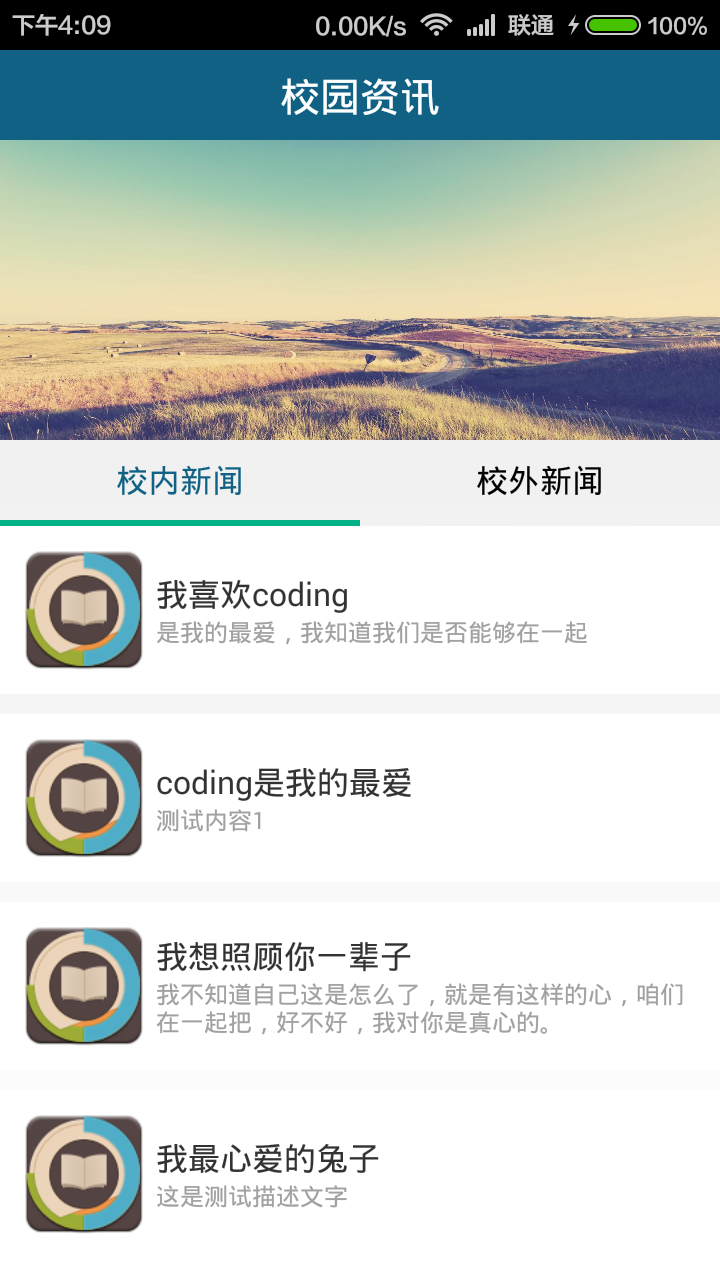 下午4:09 0.00K/s 联通 100%
校园资讯
校内新闻 校外新闻
我喜欢coding
是我的最爱，我知道我们是否能够在一起
coding是我的最爱
测试内容1
我想照顾你一辈子
我不知道自己这是怎么了，就是有这样的心，咱们
在一起把，好不好，我对你是真心的。
我最心爱的兔子
这是测试描述文字